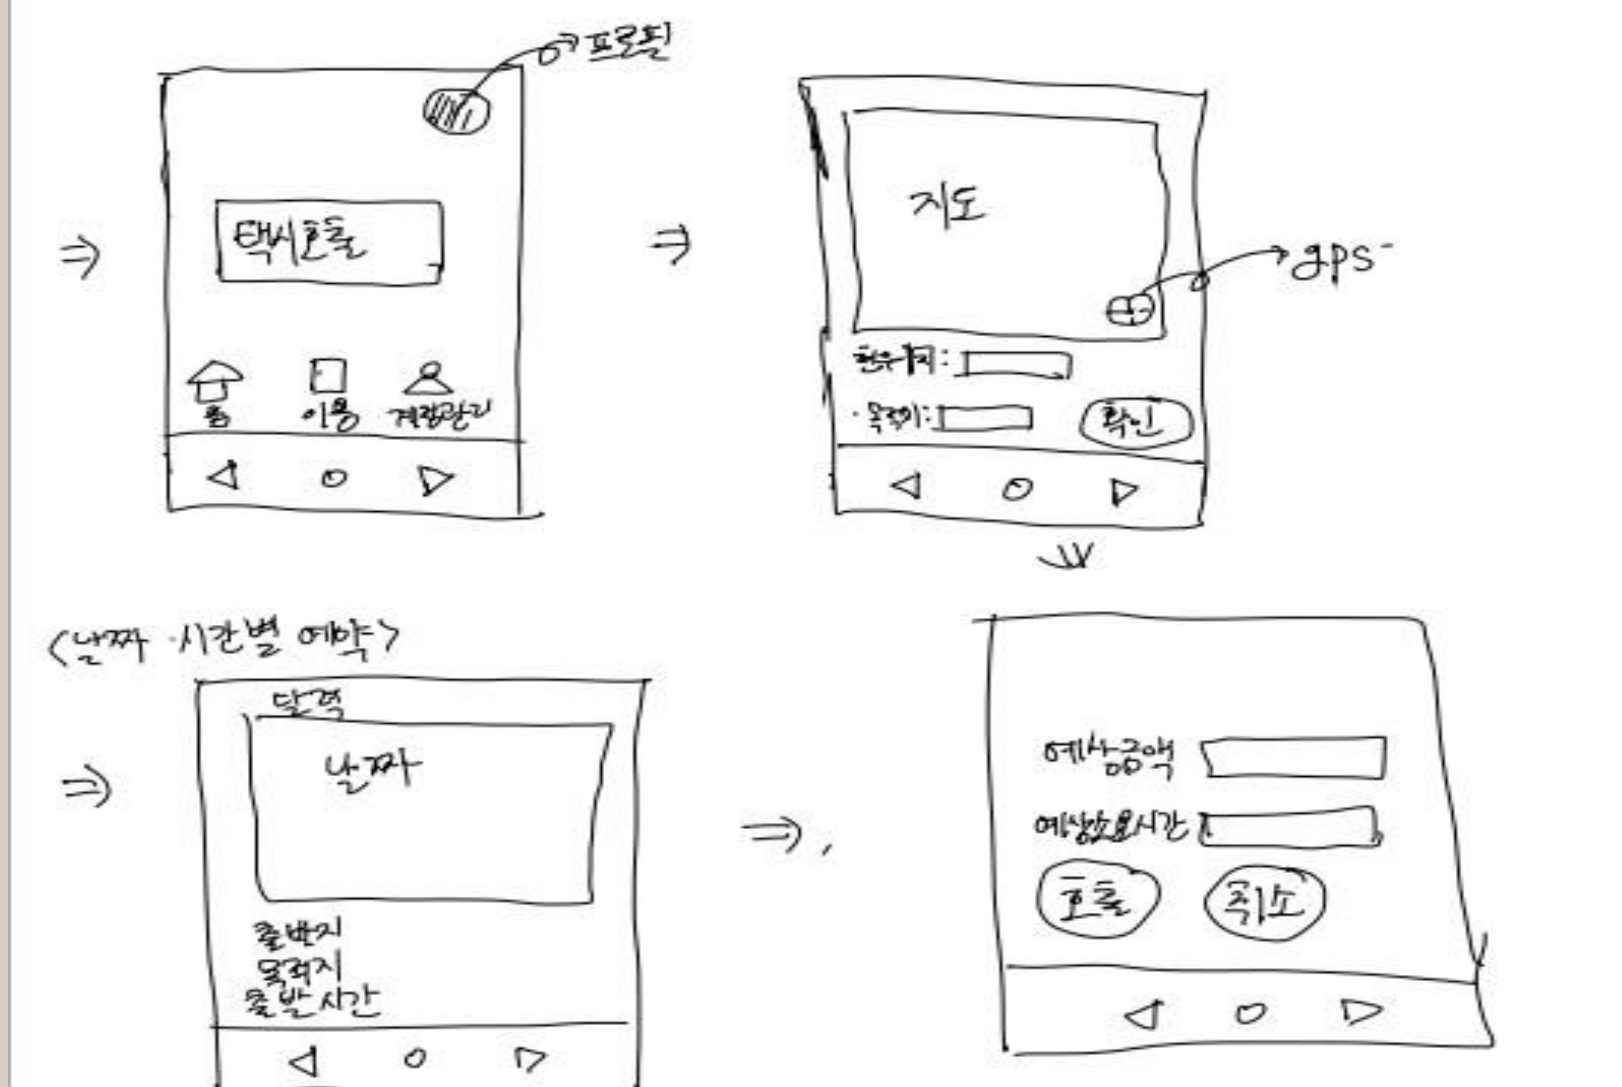 프로필
택시호출
홈 이용 계정관리
지도
gps
현위치:
·목적지:
확인
<날짜·시간별 예약>
달력
날짜
출발지
목적지
출발시간
예상금액
예상소요시간
호출 취소